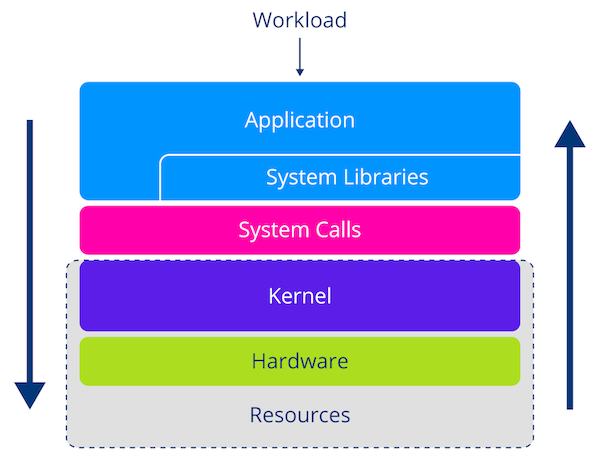 Workload
Application
System Libraries
System Calls
Kernel
Hardware
Resources